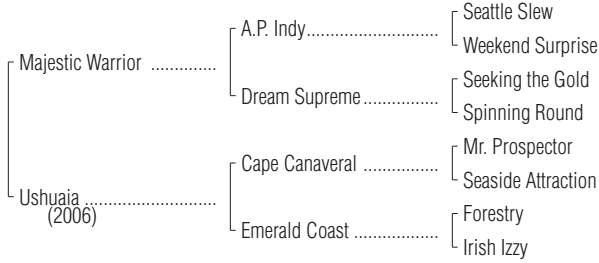 Seattle Slew
A.P. Indy..........................
Weekend Surprise
Majestic Warrior .............
Seeking the Gold
Dream Supreme...............
Spinning Round
Mr. Prospector
Cape Canaveral ...............
Seaside Attraction
Ushuaia ..........................
(2006)
Forestry
Emerald Coast .................
Irish Izzy